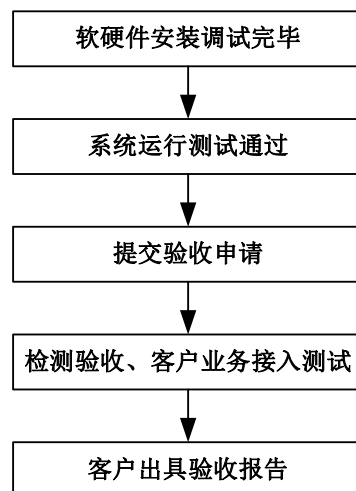 软硬件安装调试完毕
系统运行测试通过
提交验收申请
检测验收、客户业务接入测试
客户出具验收报告